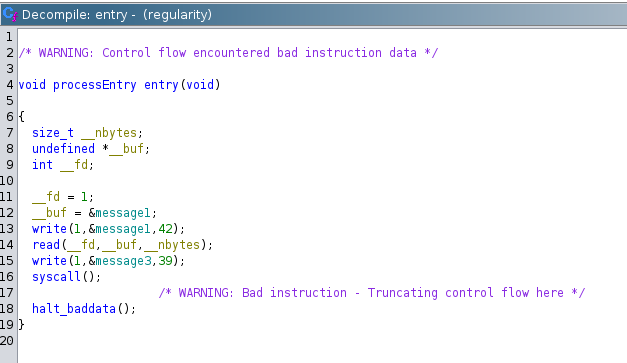 Decompile: entry - (regularity)
1
2 /* WARNING: Control flow encountered bad instruction data */
3
4 void processEntry entry(void)
5
6 {
7 size_t __nbytes;
8 undefined *__buf;
9 int __fd;
10
11 __fd = 1;
12 __buf = &message1;
13 write(1,&message1,42);
14 read(__fd,__buf,__nbytes);
15 write(1,&message3,39);
16 syscall();
17 /* WARNING: Bad instruction - Truncating control flow here */
18 halt_baddata();
19 }
20